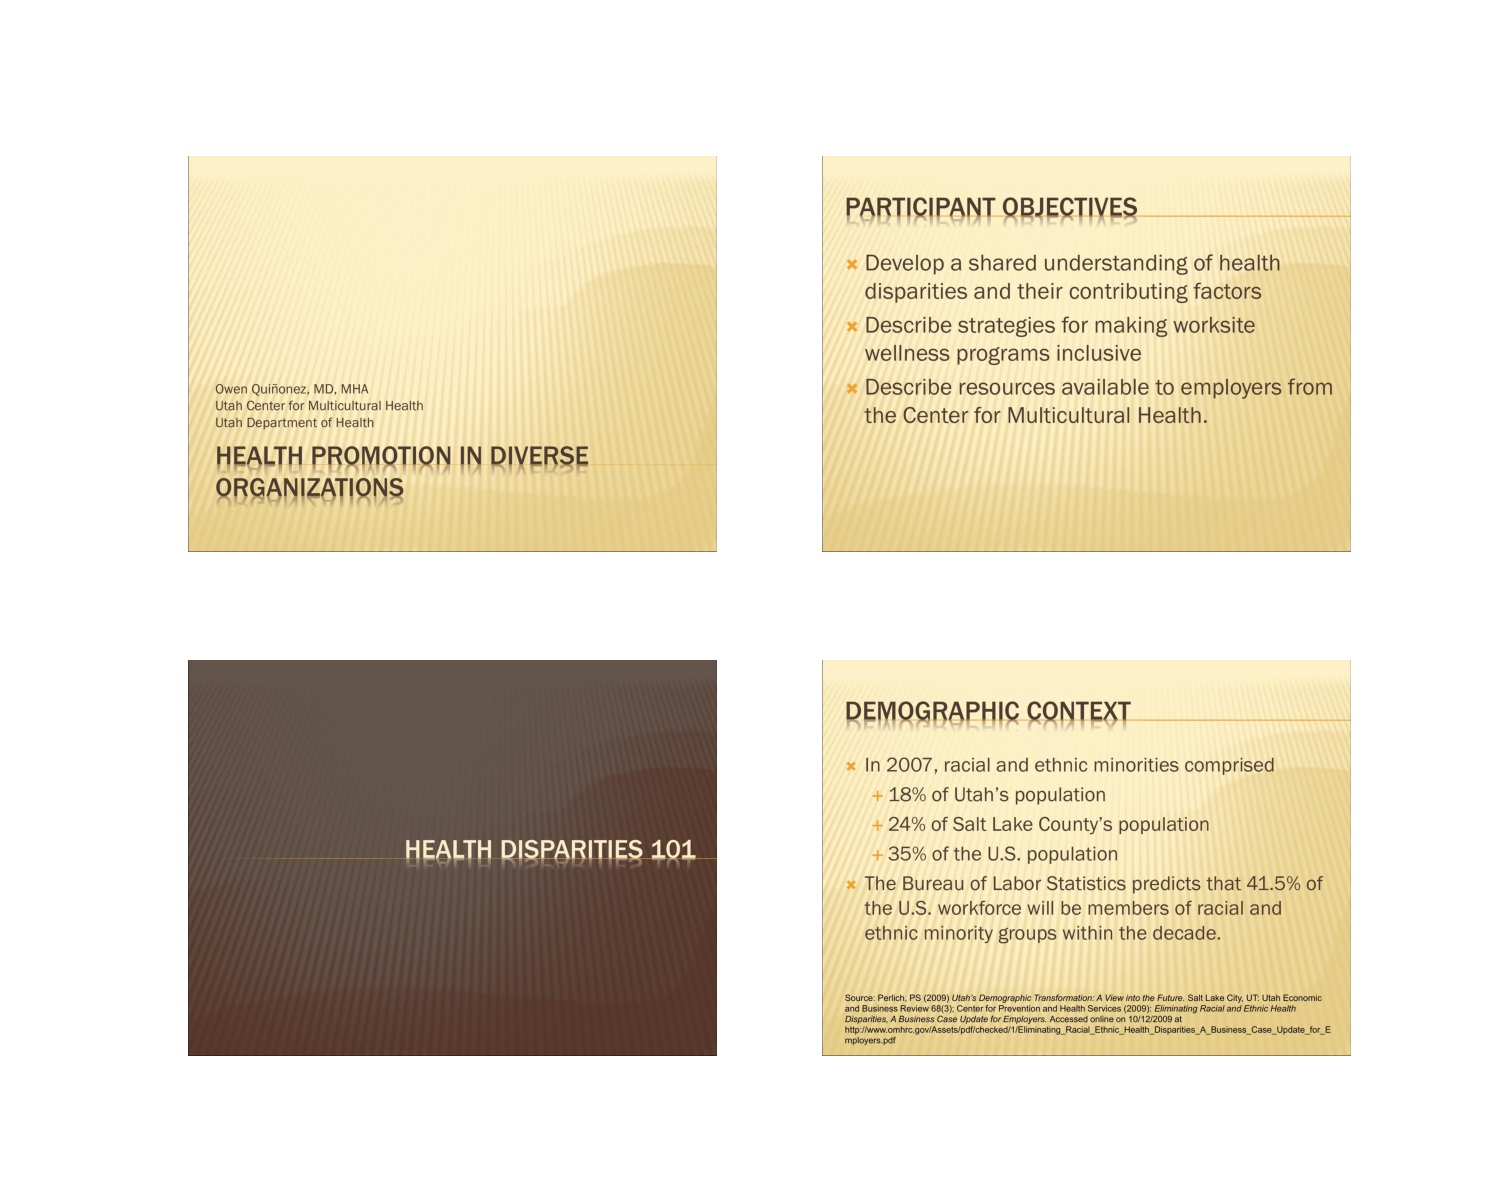 Owen Quiñonez, MD, MHA
Utah Center for Multicultural Health
Utah Department of Health
HEALTH PROMOTION IN DIVERSE
ORGANIZATIONS
PARTICIPANT OBJECTIVES
Develop a shared understanding of health
disparities and their contributing factors
Describe strategies for making worksite
wellness programs inclusive
Describe resources available to employers from
the Center for Multicultural Health.
HEALTH DISPARITIES 101
DEMOGRAPHIC CONTEXT
In 2007, racial and ethnic minorities comprised
+ 18% of Utah's population
+ 24% of Salt Lake County's population
+ 35% of the U.S. population
The Bureau of Labor Statistics predicts that 41.5% of
the U.S. workforce will be members of racial and
ethnic minority groups within the decade.
Source: Perlich, PS (2009) Utah's Demographic Transformation: A View into the Future. Salt Lake City, UT: Utah Economic
and Business Review 68(3); Center for Prevention and Health Services (2009): Eliminating Racial and Ethnic Health
Disparities, A Business Case Update for Employers. Accessed online on 10/12/2009 at
http://www.omhrc.gov/Assets/pdf/checked/1/Eliminating_Racial_Ethnic_Health_Disparities_A_Business_Case_Update_for_E
mployers.pdf